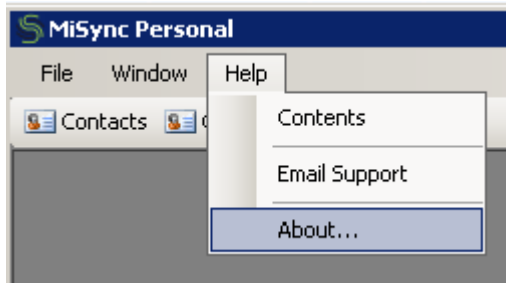 MiSync Personal
File Window Help
Contacts
Contents
Email Support
About...